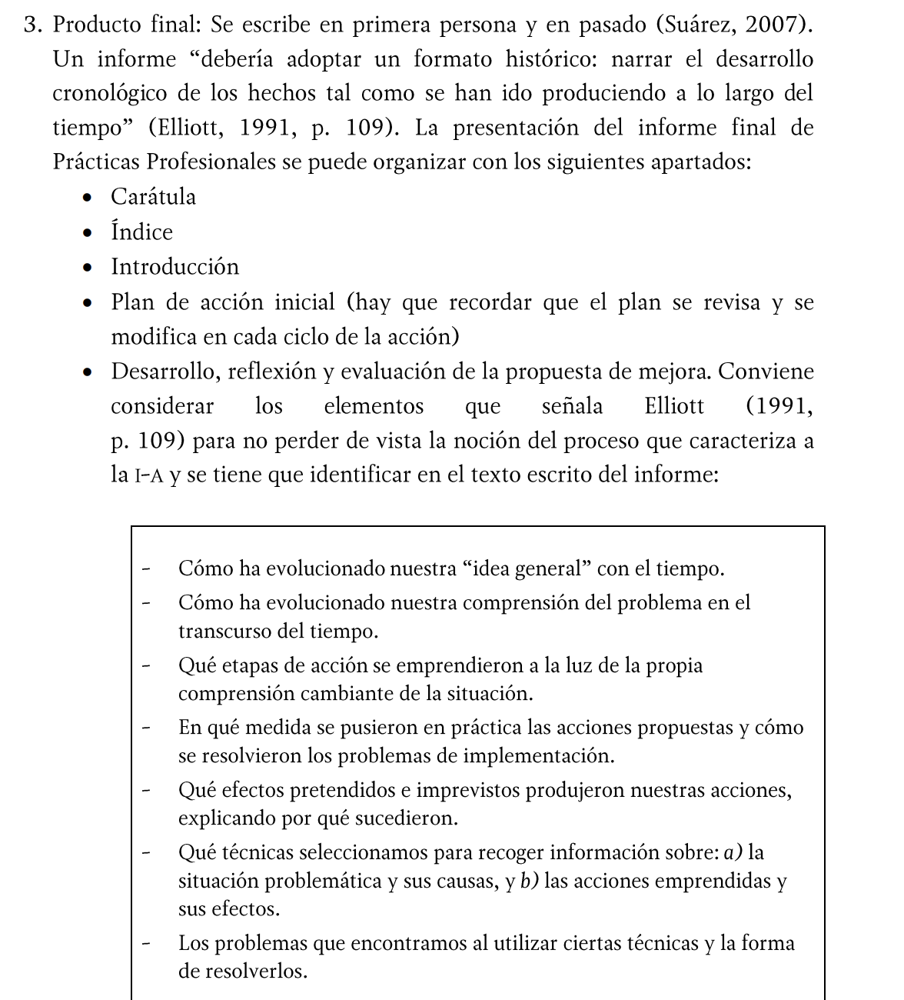 3. Producto final: Se escribe en primera persona y en pasado (Suárez, 2007).
Un informe “debería adoptar un formato histórico: narrar el desarrollo
cronológico de los hechos tal como se han ido produciendo a lo largo del
tiempo” (Elliott, 1991, p. 109). La presentación del informe final de
Prácticas Profesionales se puede organizar con los siguientes apartados:
• Carátula
• Índice
• Introducción
• Plan de acción inicial (hay que recordar que el plan se revisa y se
modifica en cada ciclo de la acción)
• Desarrollo, reflexión y evaluación de la propuesta de mejora. Conviene
considerar los elementos que señala Elliott (1991,
p. 109) para no perder de vista la noción del proceso que caracteriza a
la I-A y se tiene que identificar en el texto escrito del informe:
- Cómo ha evolucionado nuestra “idea general” con el tiempo.
- Cómo ha evolucionado nuestra comprensión del problema en el
transcurso del tiempo.
- Qué etapas de acción se emprendieron a la luz de la propia
comprensión cambiante de la situación.
- En qué medida se pusieron en práctica las acciones propuestas y cómo
se resolvieron los problemas de implementación.
- Qué efectos pretendidos e imprevistos produjeron nuestras acciones,
explicando por qué sucedieron.
- Qué técnicas seleccionamos para recoger información sobre: a) la
situación problemática y sus causas, y b) las acciones emprendidas y
sus efectos.
- Los problemas que encontramos al utilizar ciertas técnicas y la forma
de resolverlos.